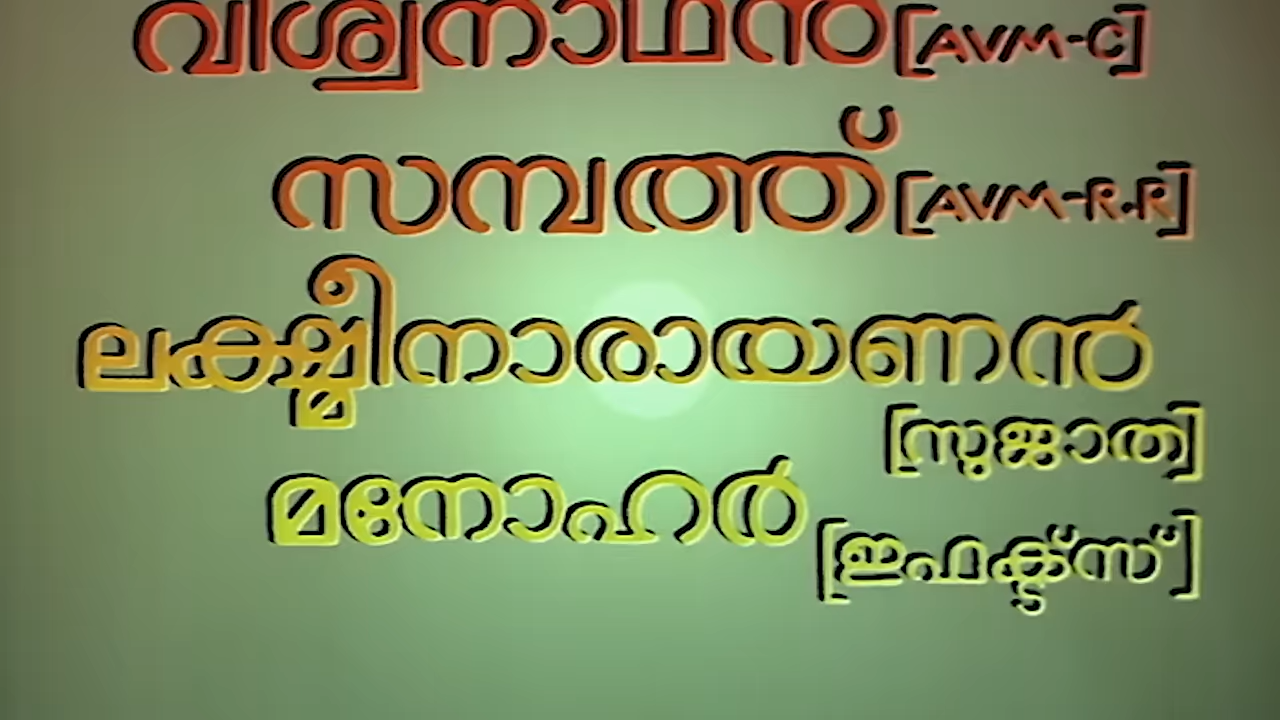 വിശ്വനാഥൻ [AVM-C]
സമ്പത്ത് [AVM-R.R]
ലക്ഷ്മീനാരായണൻ
[സുജാത]
മനോഹർ
[ഇഫക്ട്സ്]